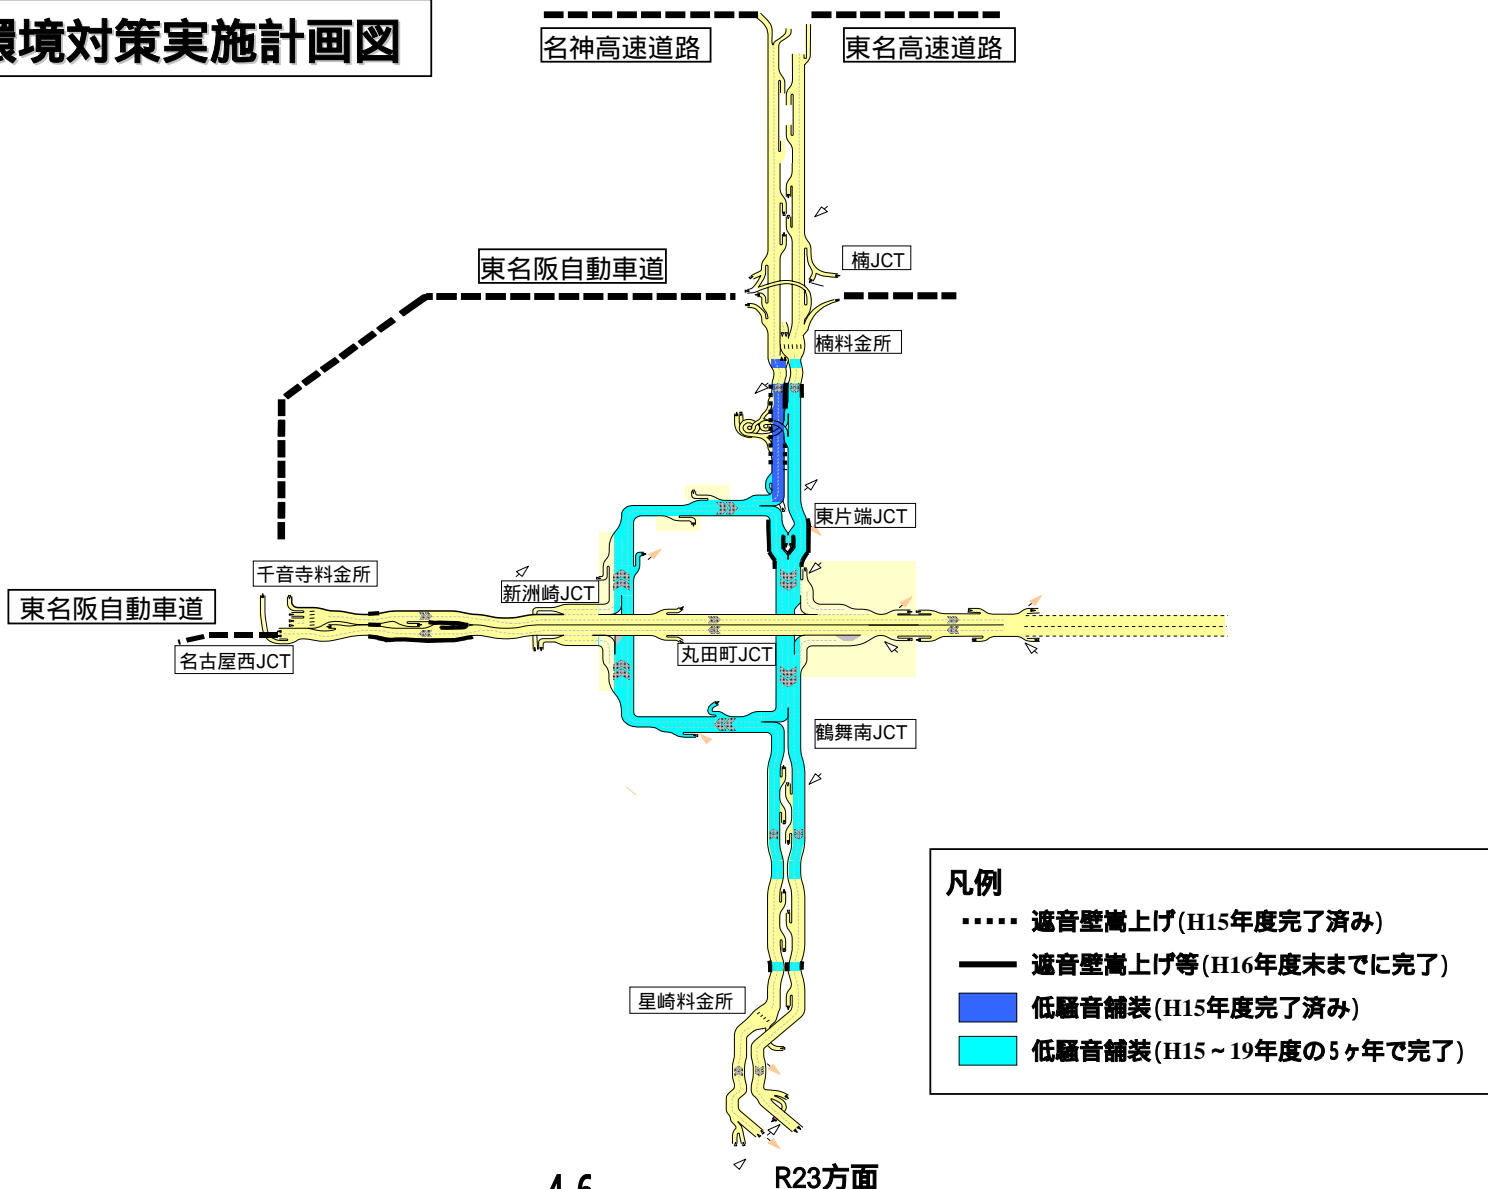 環境対策実施計画図
名神高速道路
東名高速道路
楠JCT
東名阪自動車道
楠料金所
東片端JCT
千音寺料金所
新洲崎JCT
東名阪自動車道
名古屋西JCT
丸田町JCT
鶴舞南JCT
星崎料金所
凡例
遮音壁嵩上げ(H15年度完了済み)
遮音壁嵩上げ等(H16年度末までに完了)
低騒音舗装(H15年度完了済み)
低騒音舗装(H15～19年度の5ヶ年で完了)
R23方面